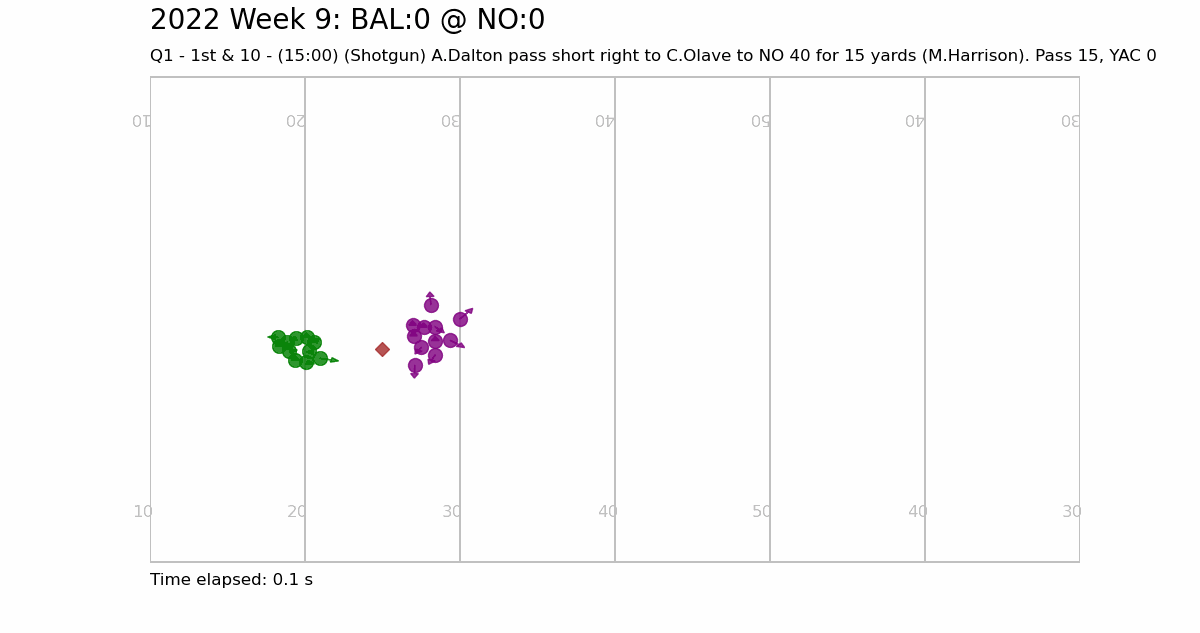 2022 Week 9: BAL:0 @ NO:0
Q1 - 1st & 10 - (15:00) (Shotgun) A.Dalton pass short right to C.Olave to NO 40 for 15 yards (M.Harrison). Pass 15, YAC 0
10 20 30 40 50 40 30
10 20 30 40 50 40 30
Time elapsed: 0.1 s